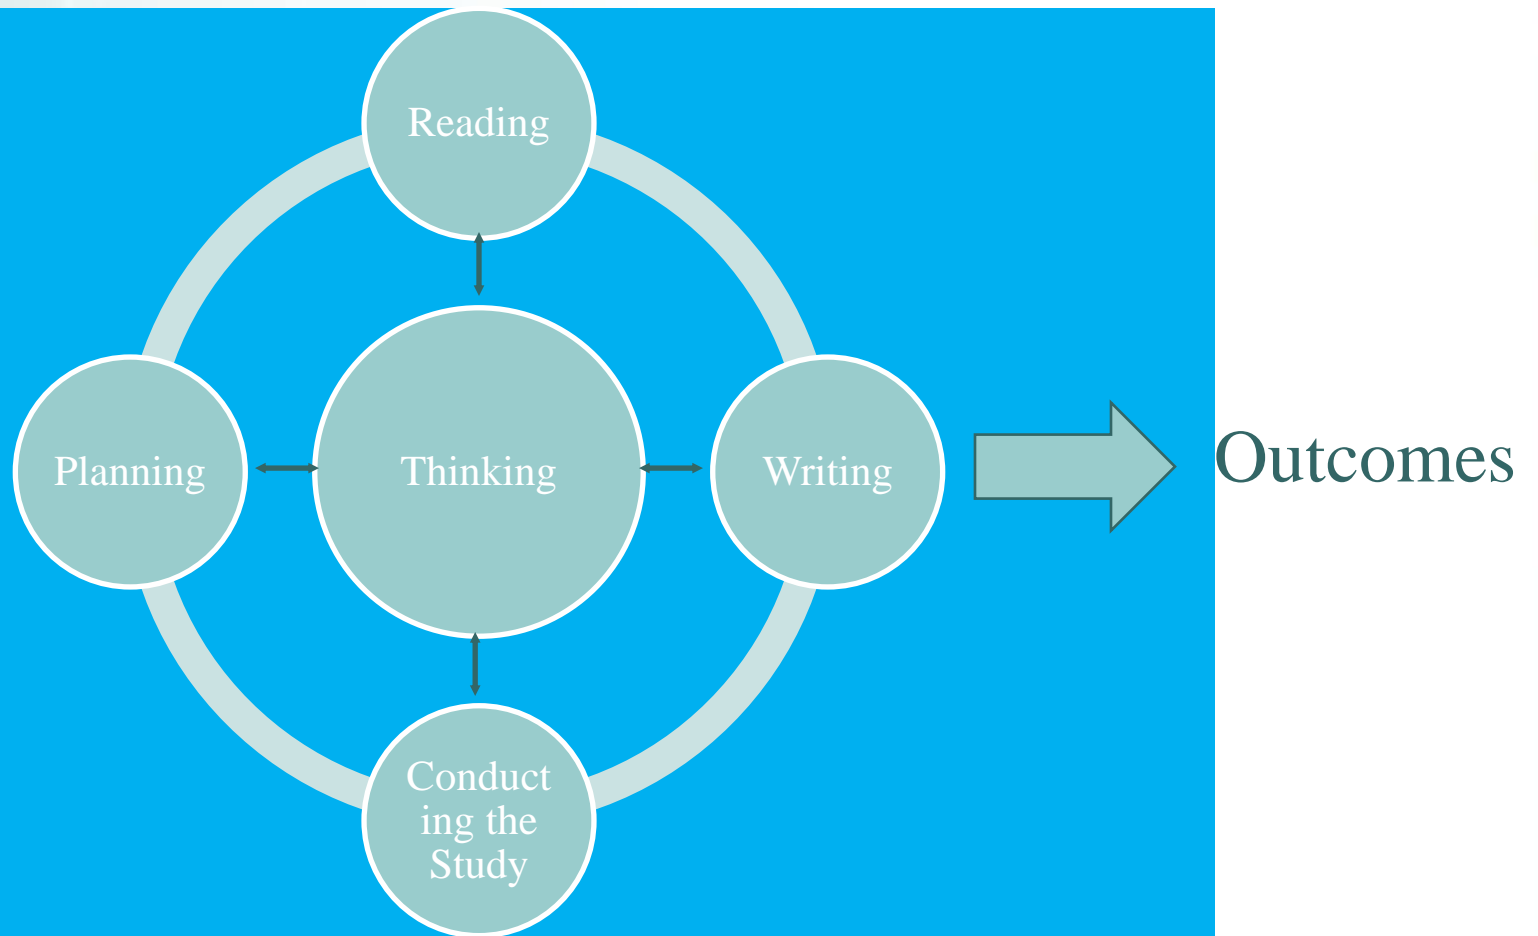 Reading
Planning
Thinking
Writing
Outcomes
Conduct
ing the
Study